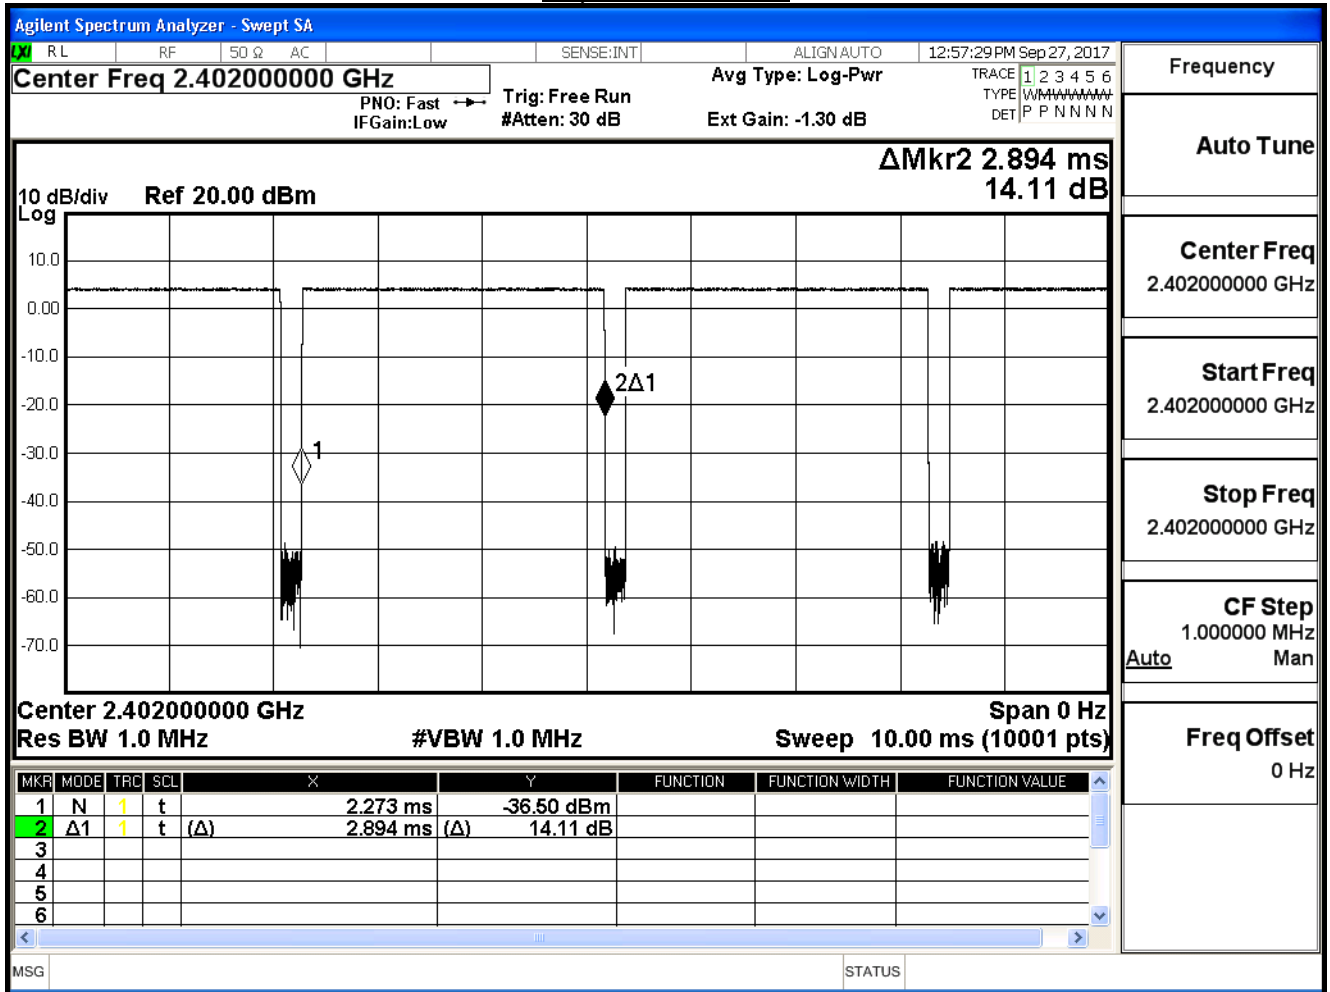 Agilent Spectrum Analyzer - Swept SA
LXI RL RF 50 Ω AC SENSE:INT ALIGN AUTO 12:57:29 PM Sep 27, 2017
Center Freq 2.402000000 GHz Avg Type: Log-Pwr TRACE 1 2 3 4 5 6
PNO: Fast Trig: Free Run TYPE WMWWWW
IFGain:Low #Atten: 30 dB Ext Gain: -1.30 dB DET P P N N N N
ΔMkr2 2.894 ms
14.11 dB
10 dB/div Ref 20.00 dBm
Log
10.0
0.00
-10.0
-20.0
-30.0
-40.0
-50.0
-60.0
-70.0
1
2Δ1
Center 2.402000000 GHz Span 0 Hz
Res BW 1.0 MHz #VBW 1.0 MHz Sweep 10.00 ms (10001 pts)
MKR MODE TRC SCL X Y FUNCTION FUNCTION WIDTH FUNCTION VALUE
1 N 1 t 2.273 ms -36.50 dBm
2 Δ1 1 t (Δ) 2.894 ms (Δ) 14.11 dB
3
4
5
6
MSG STATUS
Frequency
Auto Tune
Center Freq
2.402000000 GHz
Start Freq
2.402000000 GHz
Stop Freq
2.402000000 GHz
CF Step
1.000000 MHz
Auto Man
Freq Offset
0 Hz